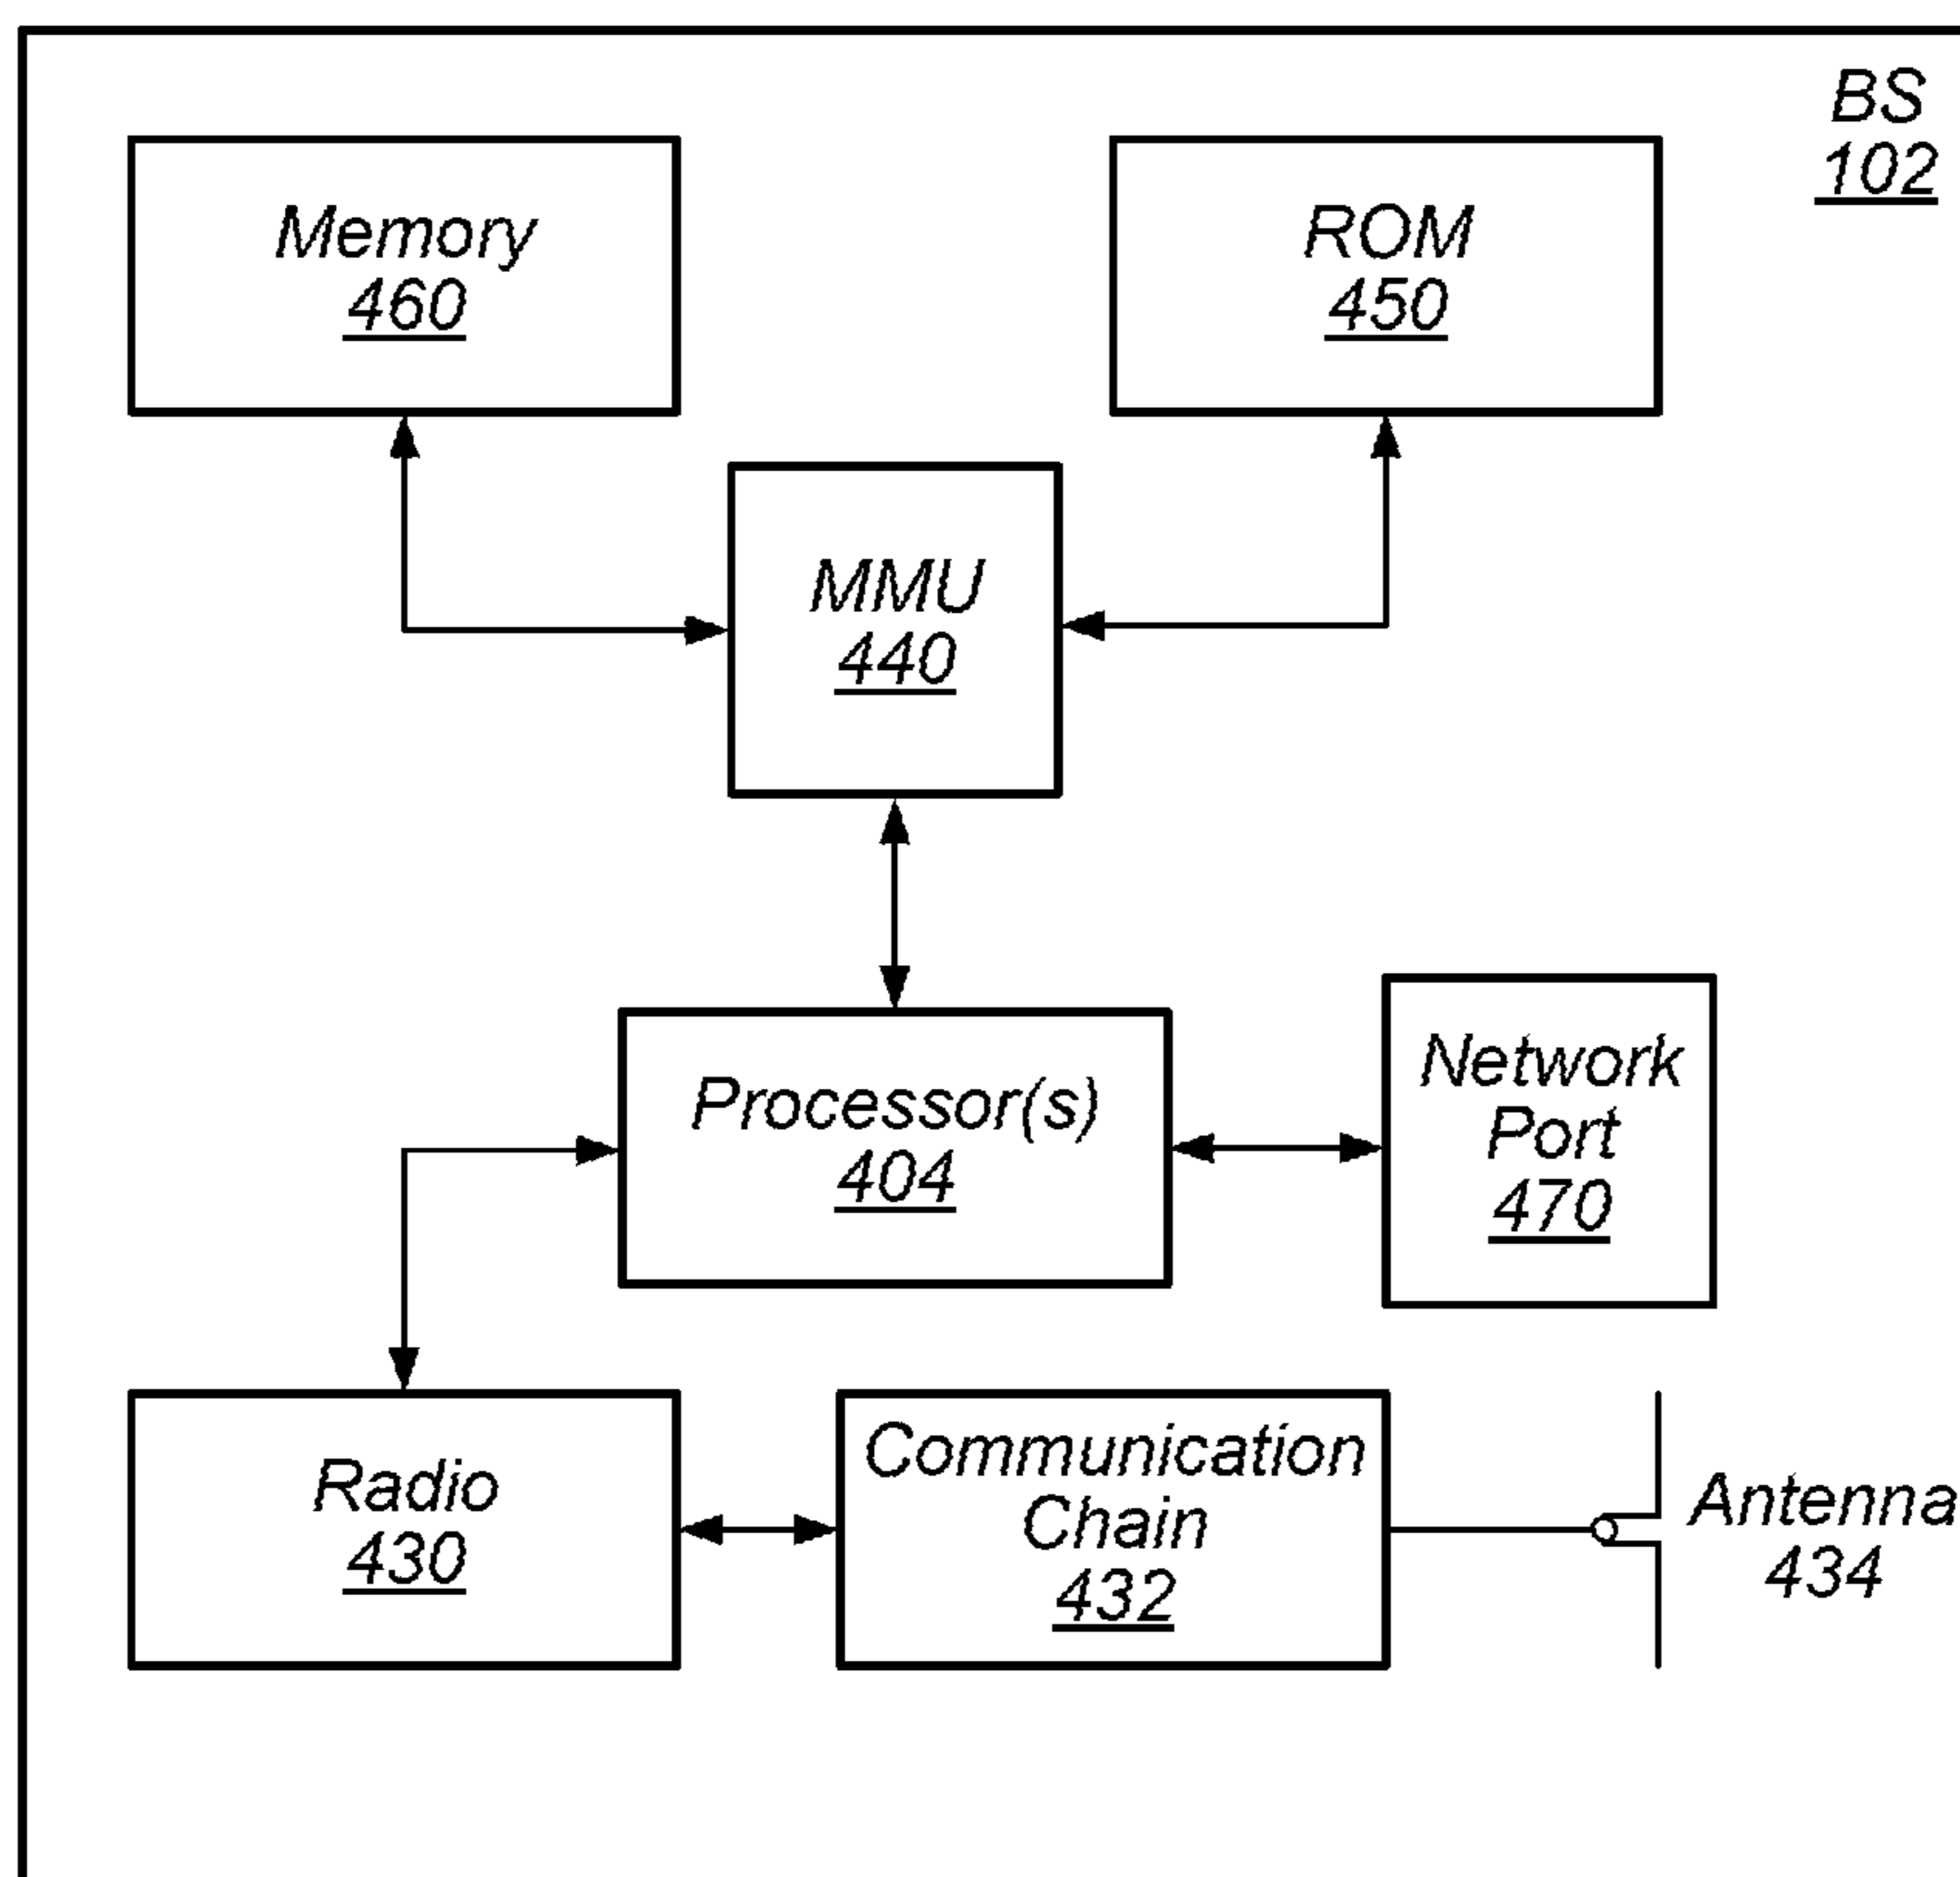 BS
102
Memory
460
ROM
450
MMU
440
Processor(s)
404
Network
Port
470
Radio
430
Communication
Chain
432
Antenna
434